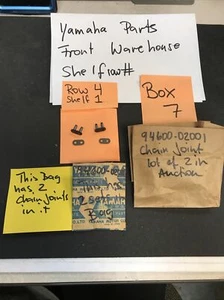 Yamaha Parts
Front Warehouse
Shelf row#
Row 4
Shelf 1
Box
7
94600-02001
Chain Joint
lot of 2 in
Auction
This Bag
has 2
chain joints
in it